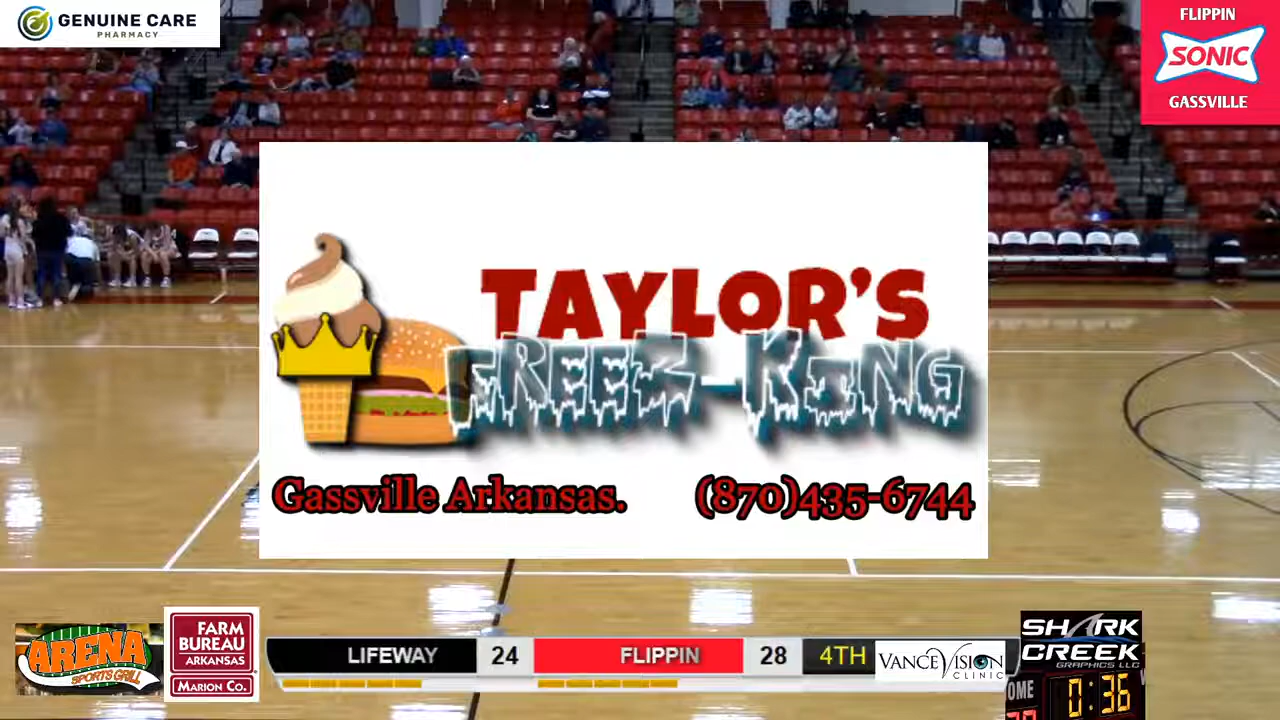 GENUINE CARE
PHARMACY
FLIPPIN
SONIC
GASSVILLE
TAYLOR'S
FREEZ-KING
Gassville Arkansas. (870)435-6744
ARENA
SPORTS GRILL
FARM
BUREAU
ARKANSAS
MARION CO.
LIFEWAY 24 FLIPPIN 28 4TH
VANCE VISION
CLINIC
SHARK
CREEK
GRAPHICS LLC
OME 0:36